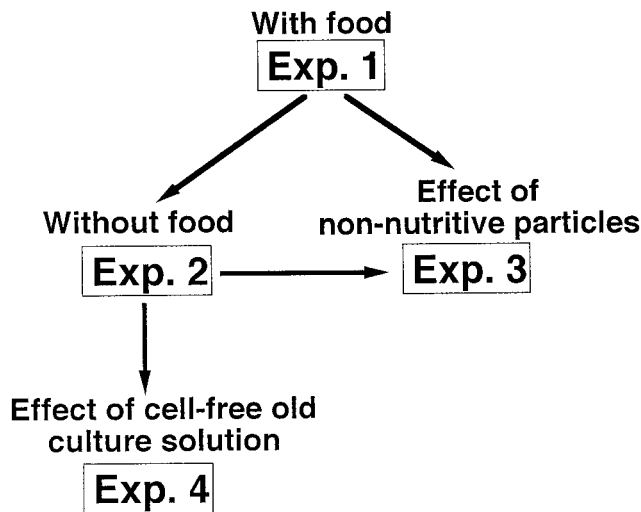 With food
Exp. 1
Without food
Exp. 2
Effect of
non-nutritive particles
Exp. 3
Effect of cell-free old
culture solution
Exp. 4